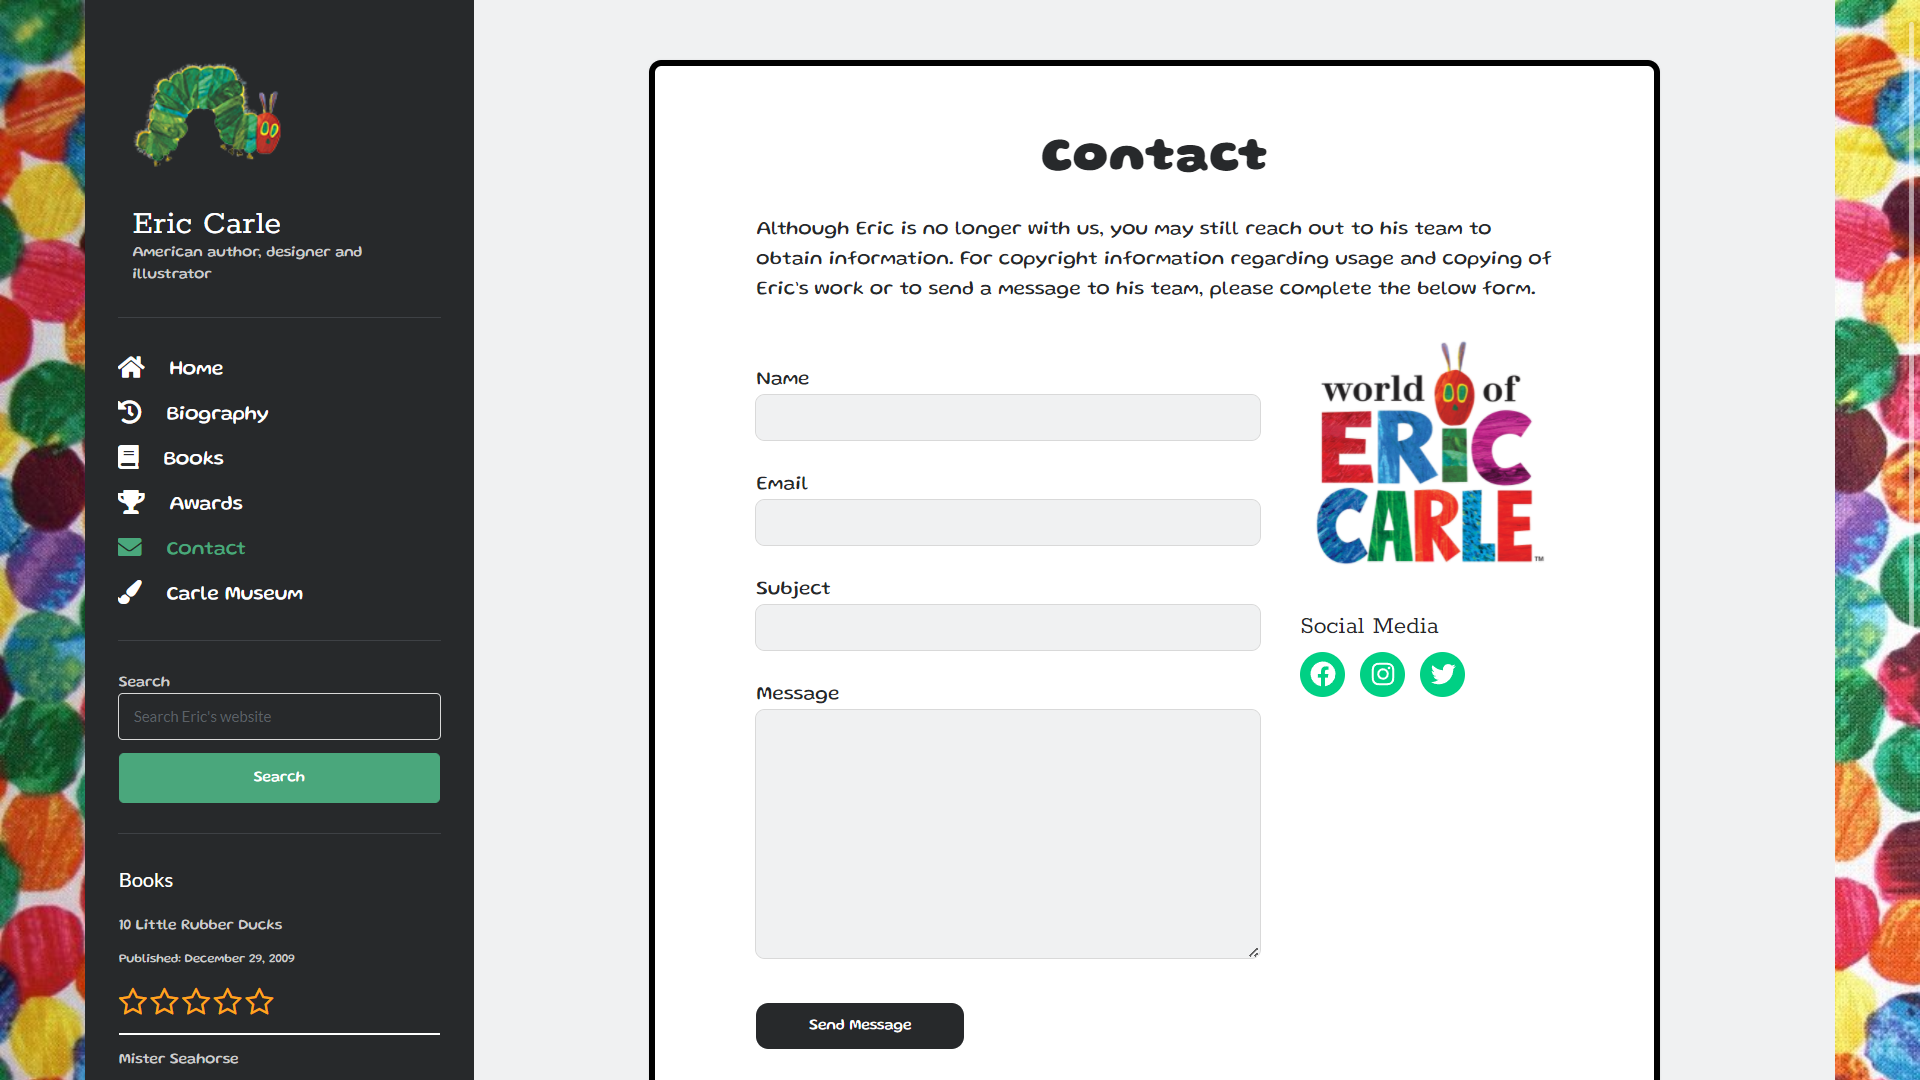 Eric Carle
American author, designer and
illustrator
Home
Biography
Books
Awards
Contact
Carle Museum
Search
Search Eric's website
Search
Books
10 Little Rubber Ducks
Published: December 29, 2009
Mister Seahorse
Contact
Although Eric is no longer with us, you may still reach out to his team to
obtain information. For copyright information regarding usage and copying of
Eric's work or to send a message to his team, please complete the below form.
Name
Email
Subject
Message
Send Message
world of
ERiC
CARLE™
Social Media